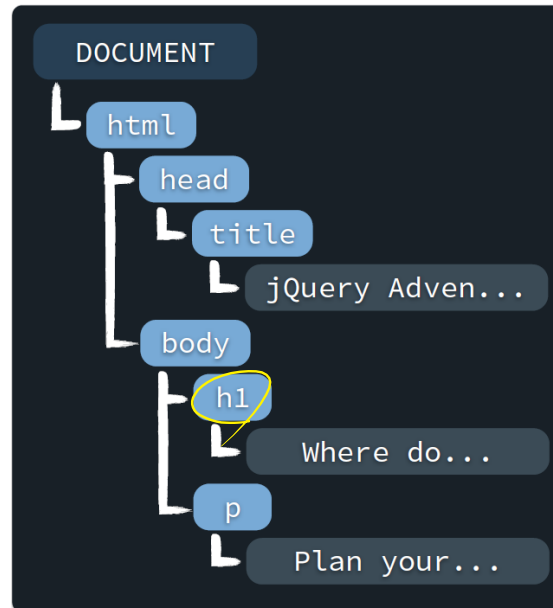 DOCUMENT
html
head
title
jQuery Adven...
body
h1
Where do...
p
Plan your...